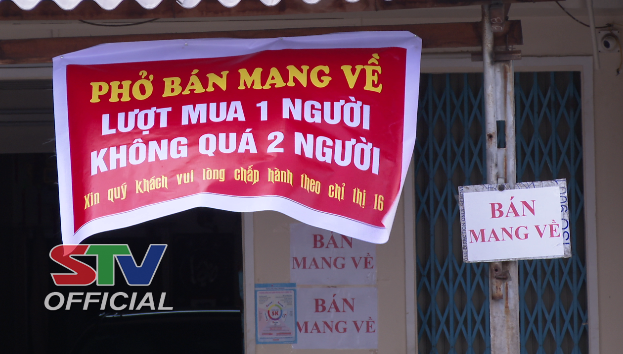 PHỞ BÁN MANG VỀ
LƯỢT MUA 1 NGƯỜI
KHÔNG QUÁ 2 NGƯỜI
Xin quý khách vui lòng chấp hành theo chỉ thị 16
BÁN
MANG VỀ
BÁN
MANG VỀ
BÁN
MANG VỀ
STV
OFFICIAL